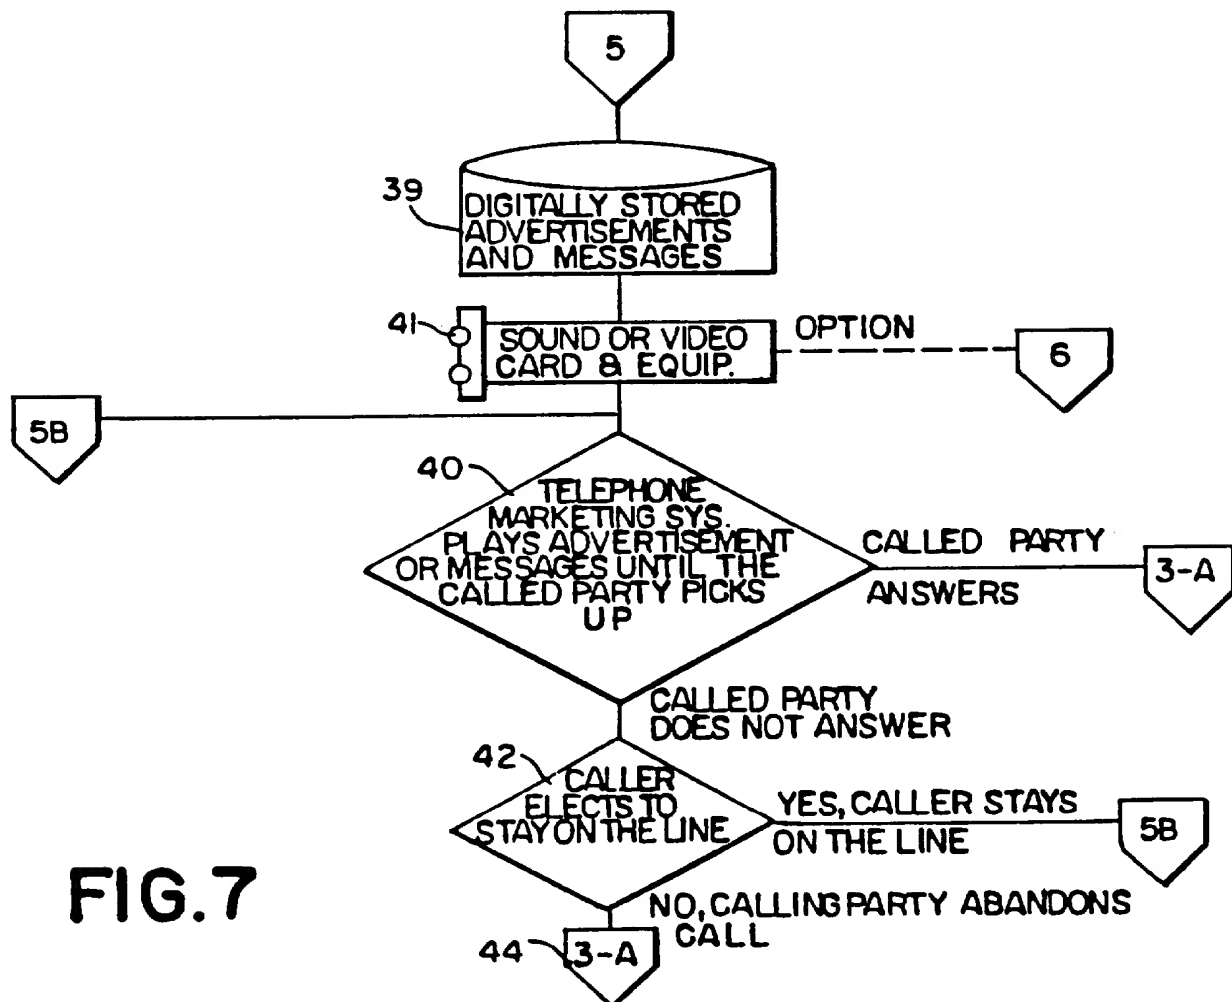 5
39
DIGITALLY STORED
ADVERTISEMENTS
AND MESSAGES
41
SOUND OR VIDEO
CARD & EQUIP.
OPTION
6
5B
40
TELEPHONE
MARKETING SYS.
PLAYS ADVERTISEMENT
OR MESSAGES UNTIL THE
CALLED PARTY PICKS
UP
CALLED PARTY
ANSWERS
3-A
CALLED PARTY
DOES NOT ANSWER
42
CALLER
ELECTS TO
STAY ON THE LINE
YES, CALLER STAYS
ON THE LINE
5B
NO, CALLING PARTY ABANDONS
CALL
44
3-A
FIG.7